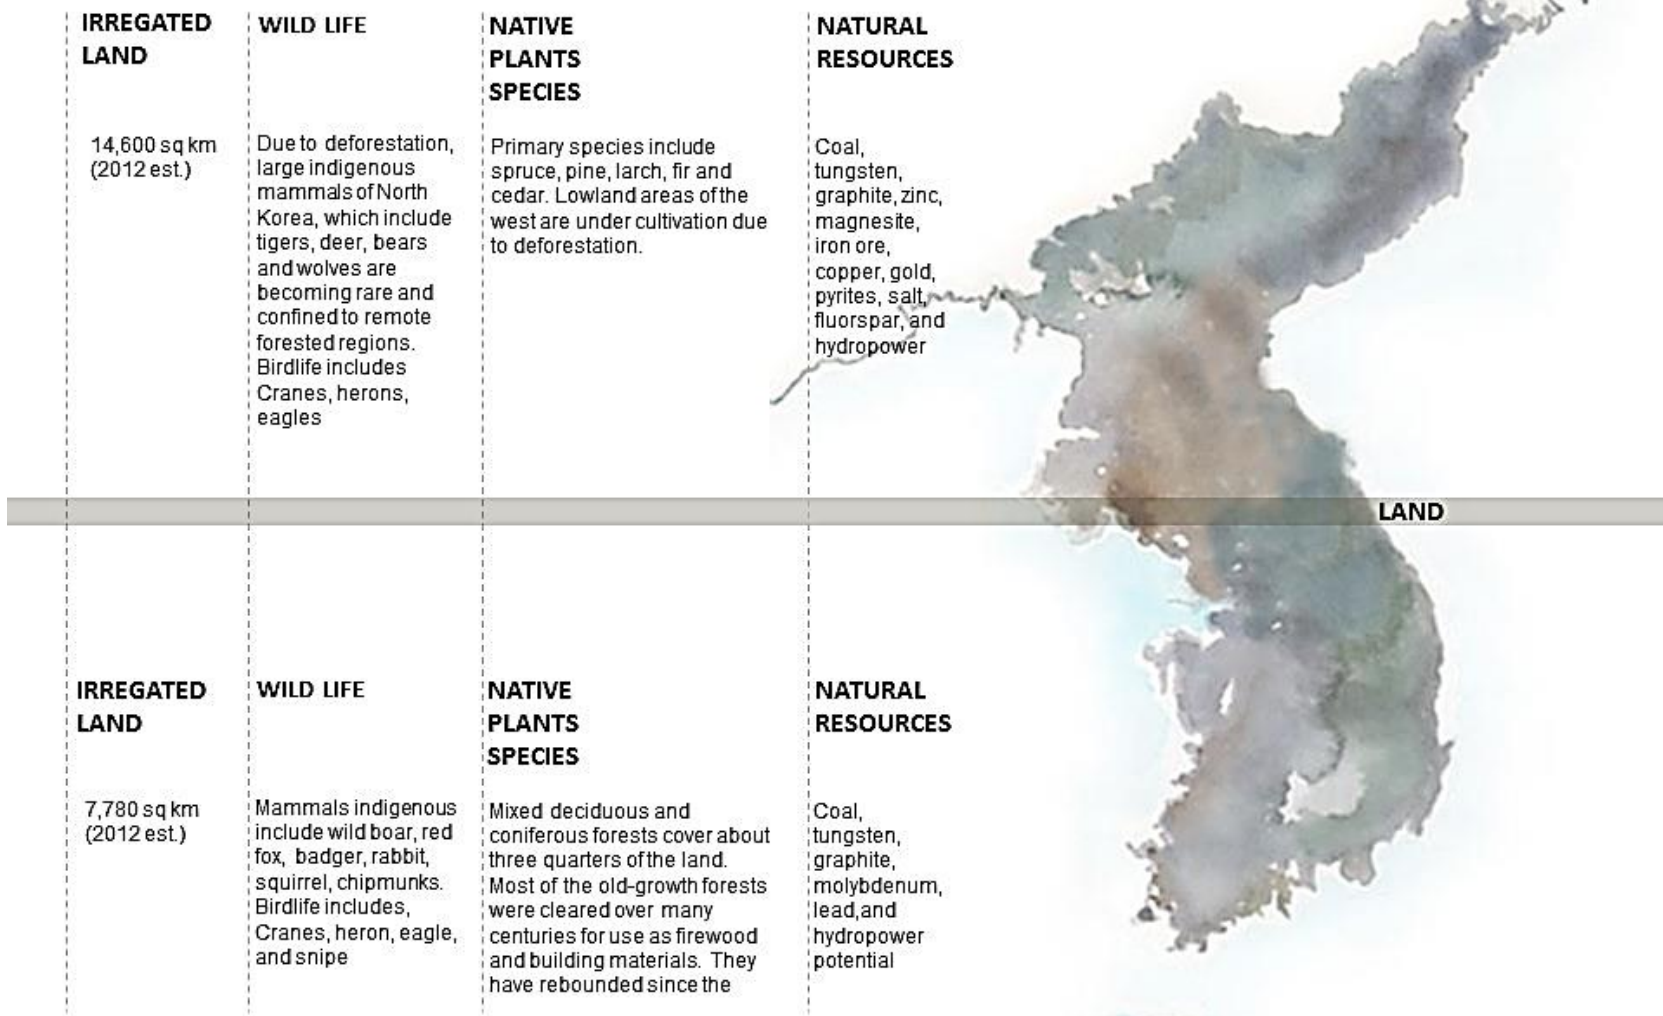 IRREGATED
LAND
14,600 sq km
(2012 est.)
WILD LIFE
Due to deforestation,
large indigenous
mammals of North
Korea, which include
tigers, deer, bears
and wolves are
becoming rare and
confined to remote
forested regions.
Birdlife includes
Cranes, herons,
eagles
NATIVE
PLANTS
SPECIES
Primary species include
spruce, pine, larch, fir and
cedar. Lowland areas of the
west are under cultivation due
to deforestation.
NATURAL
RESOURCES
Coal,
tungsten,
graphite, zinc,
magnesite,
iron ore,
copper, gold,
pyrites, salt,
fluorspar, and
hydropower
LAND
IRREGATED
LAND
7,780 sq km
(2012 est.)
WILD LIFE
Mammals indigenous
include wild boar, red
fox, badger, rabbit,
squirrel, chipmunks.
Birdlife includes,
Cranes, heron, eagle,
and snipe
NATIVE
PLANTS
SPECIES
Mixed deciduous and
coniferous forests cover about
three quarters of the land.
Most of the old-growth forests
were cleared over many
centuries for use as firewood
and building materials. They
have rebounded since the
NATURAL
RESOURCES
Coal,
tungsten,
graphite,
molybdenum,
lead,and
hydropower
potential